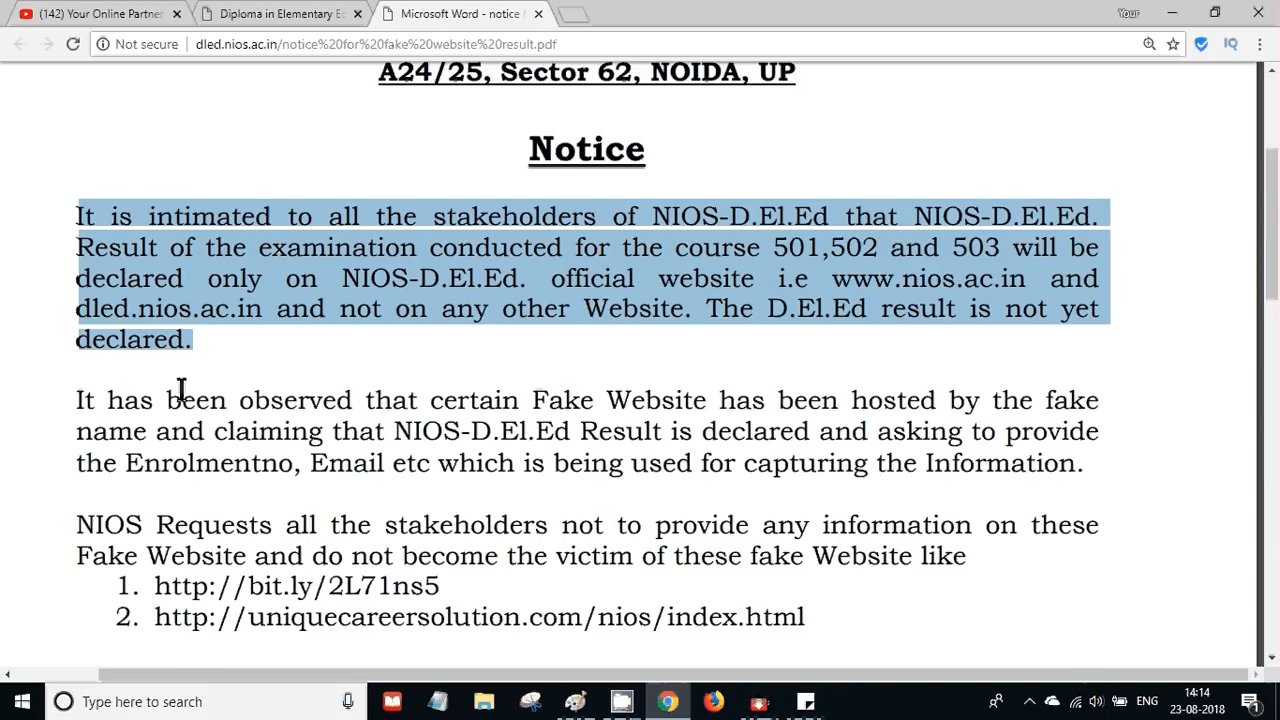 (142) Your Online Partner
Diploma in Elementary Ed
Microsoft Word - notice f
Your
Not secure
dled.nios.ac.in/notice%20for%20fake%20website%20result.pdf
IQ
A24/25, Sector 62, NOIDA, UP
Notice
It is intimated to all the stakeholders of NIOS-D.El.Ed that NIOS-D.El.Ed.
Result of the examination conducted for the course 501,502 and 503 will be
declared only on NIOS-D.El.Ed. official website i.e www.nios.ac.in and
dled.nios.ac.in and not on any other Website. The D.El.Ed result is not yet
declared.
It has been observed that certain Fake Website has been hosted by the fake
name and claiming that NIOS-D.El.Ed Result is declared and asking to provide
the Enrolmentno, Email etc which is being used for capturing the Information.
NIOS Requests all the stakeholders not to provide any information on these
Fake Website and do not become the victim of these fake Website like
1. http://bit.ly/2L71ns5
2. http://uniquecareersolution.com/nios/index.html
Type here to search
ENG
14:14
23-08-2018